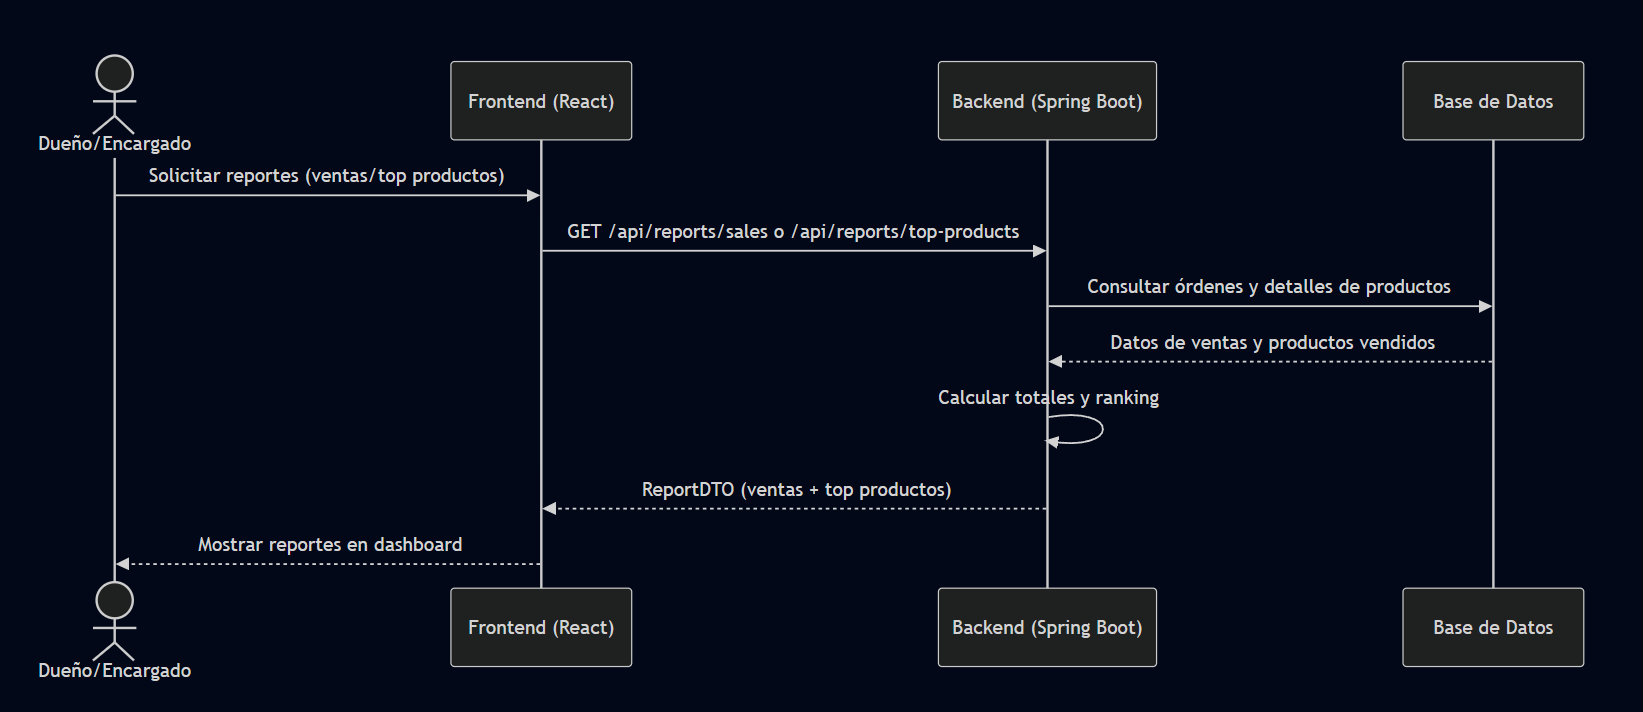 Dueño/Encargado
Frontend (React)
Backend (Spring Boot)
Base de Datos
Solicitar reportes (ventas/top productos)
GET /api/reports/sales o /api/reports/top-products
Consultar órdenes y detalles de productos
Datos de ventas y productos vendidos
Calcular totales y ranking
ReportDTO (ventas + top productos)
Mostrar reportes en dashboard
Dueño/Encargado
Frontend (React)
Backend (Spring Boot)
Base de Datos